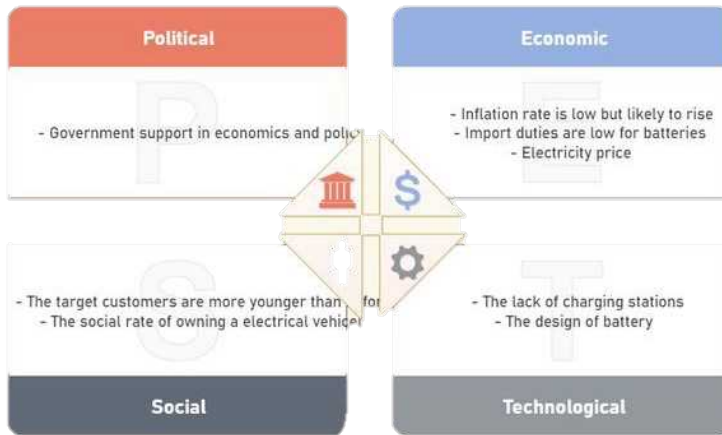 Political
Economic
P
E
- Government support in economics and
- Inflation rate is low but likely to rise
- Import duties are low for batteries
- Electricity price
$
S
T
- The target customers are more younger than
- The social rate of owning a electrical
- The lack of charging stations
- The design of battery
Social
Technological